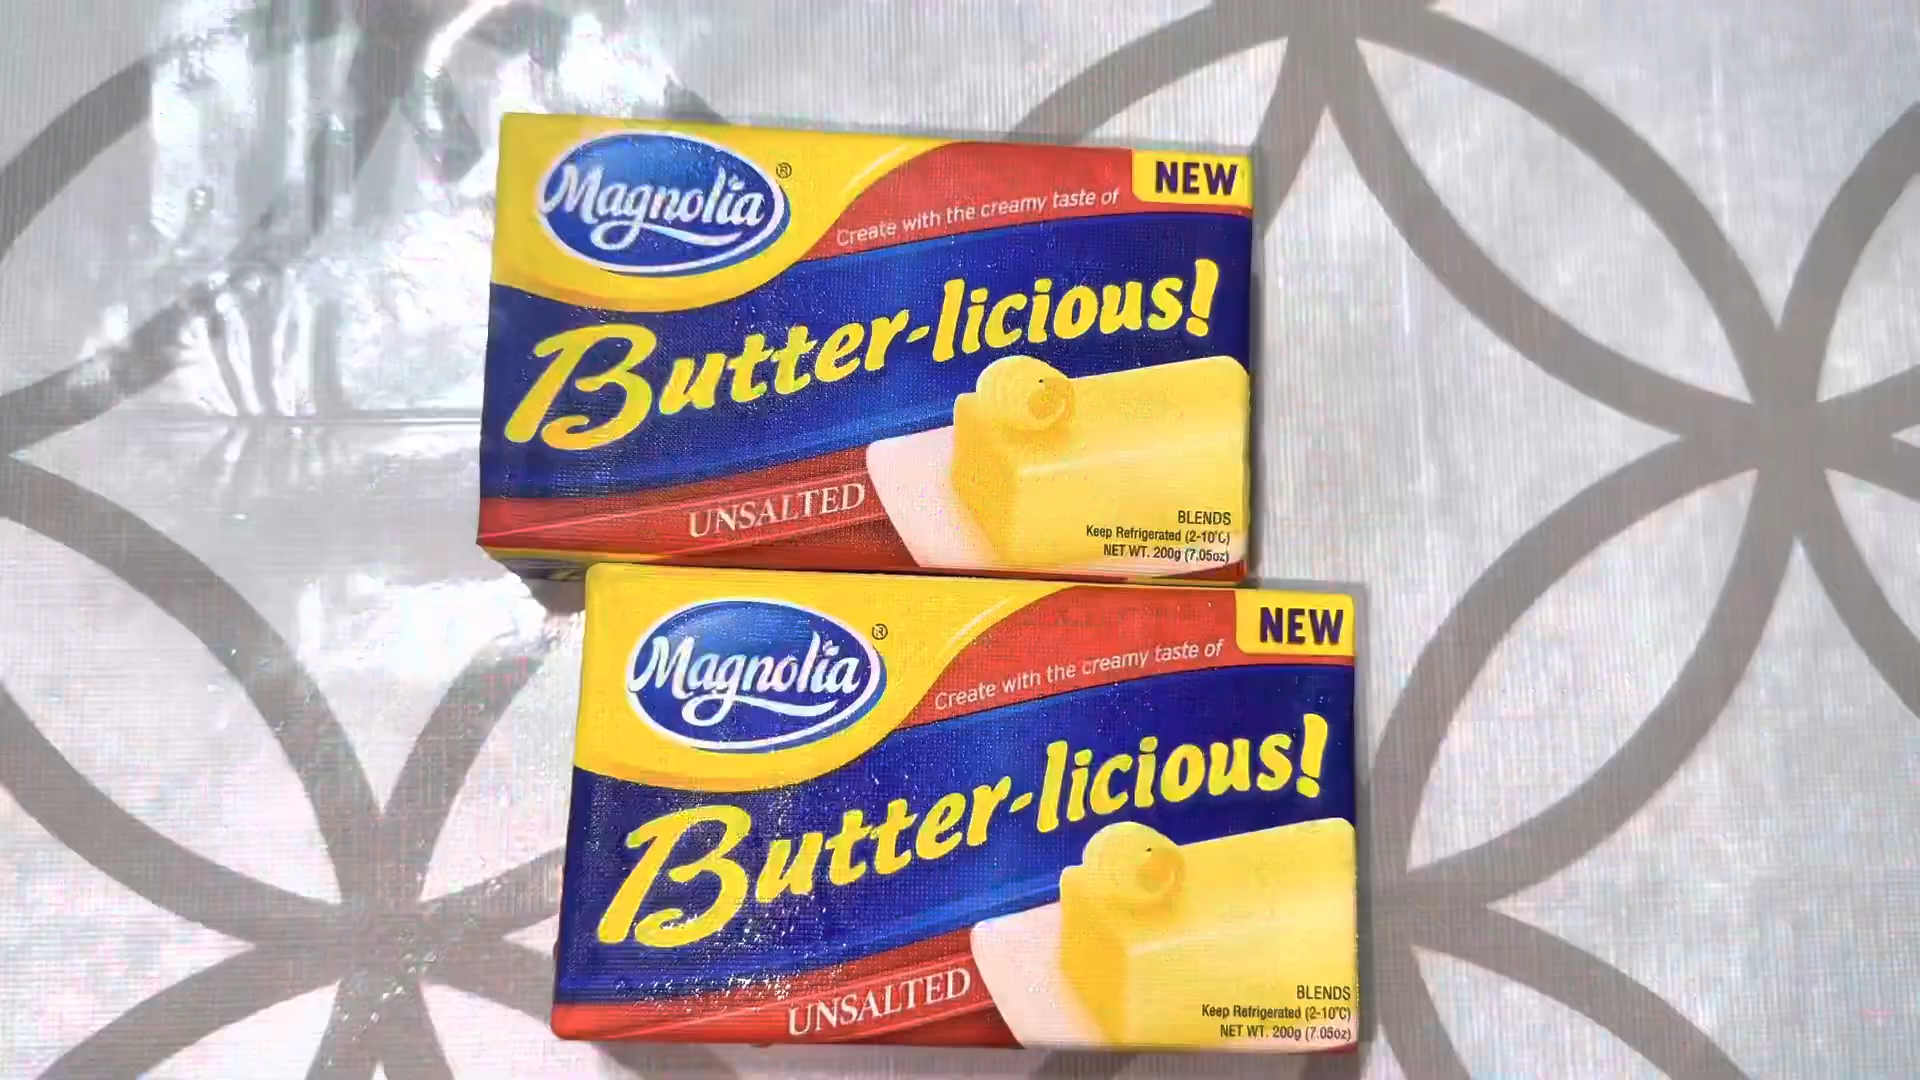 Magnolia®
NEW
Create with the creamy taste of
Butter-licious!
UNSALTED
BLENDS
Keep Refrigerated (2-10°C)
NET WT. 200g (7.05oz)
Magnolia®
NEW
Create with the creamy taste of
Butter-licious!
UNSALTED
BLENDS
Keep Refrigerated (2-10°C)
NET WT. 200g (7.05oz)